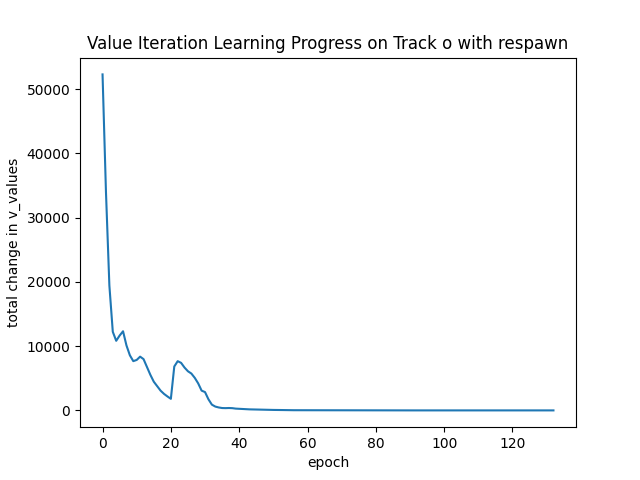 Value Iteration Learning Progress on Track o with respawn
total change in v_values
50000
40000
30000
20000
10000
0
0 20 40 60 80 100 120
epoch